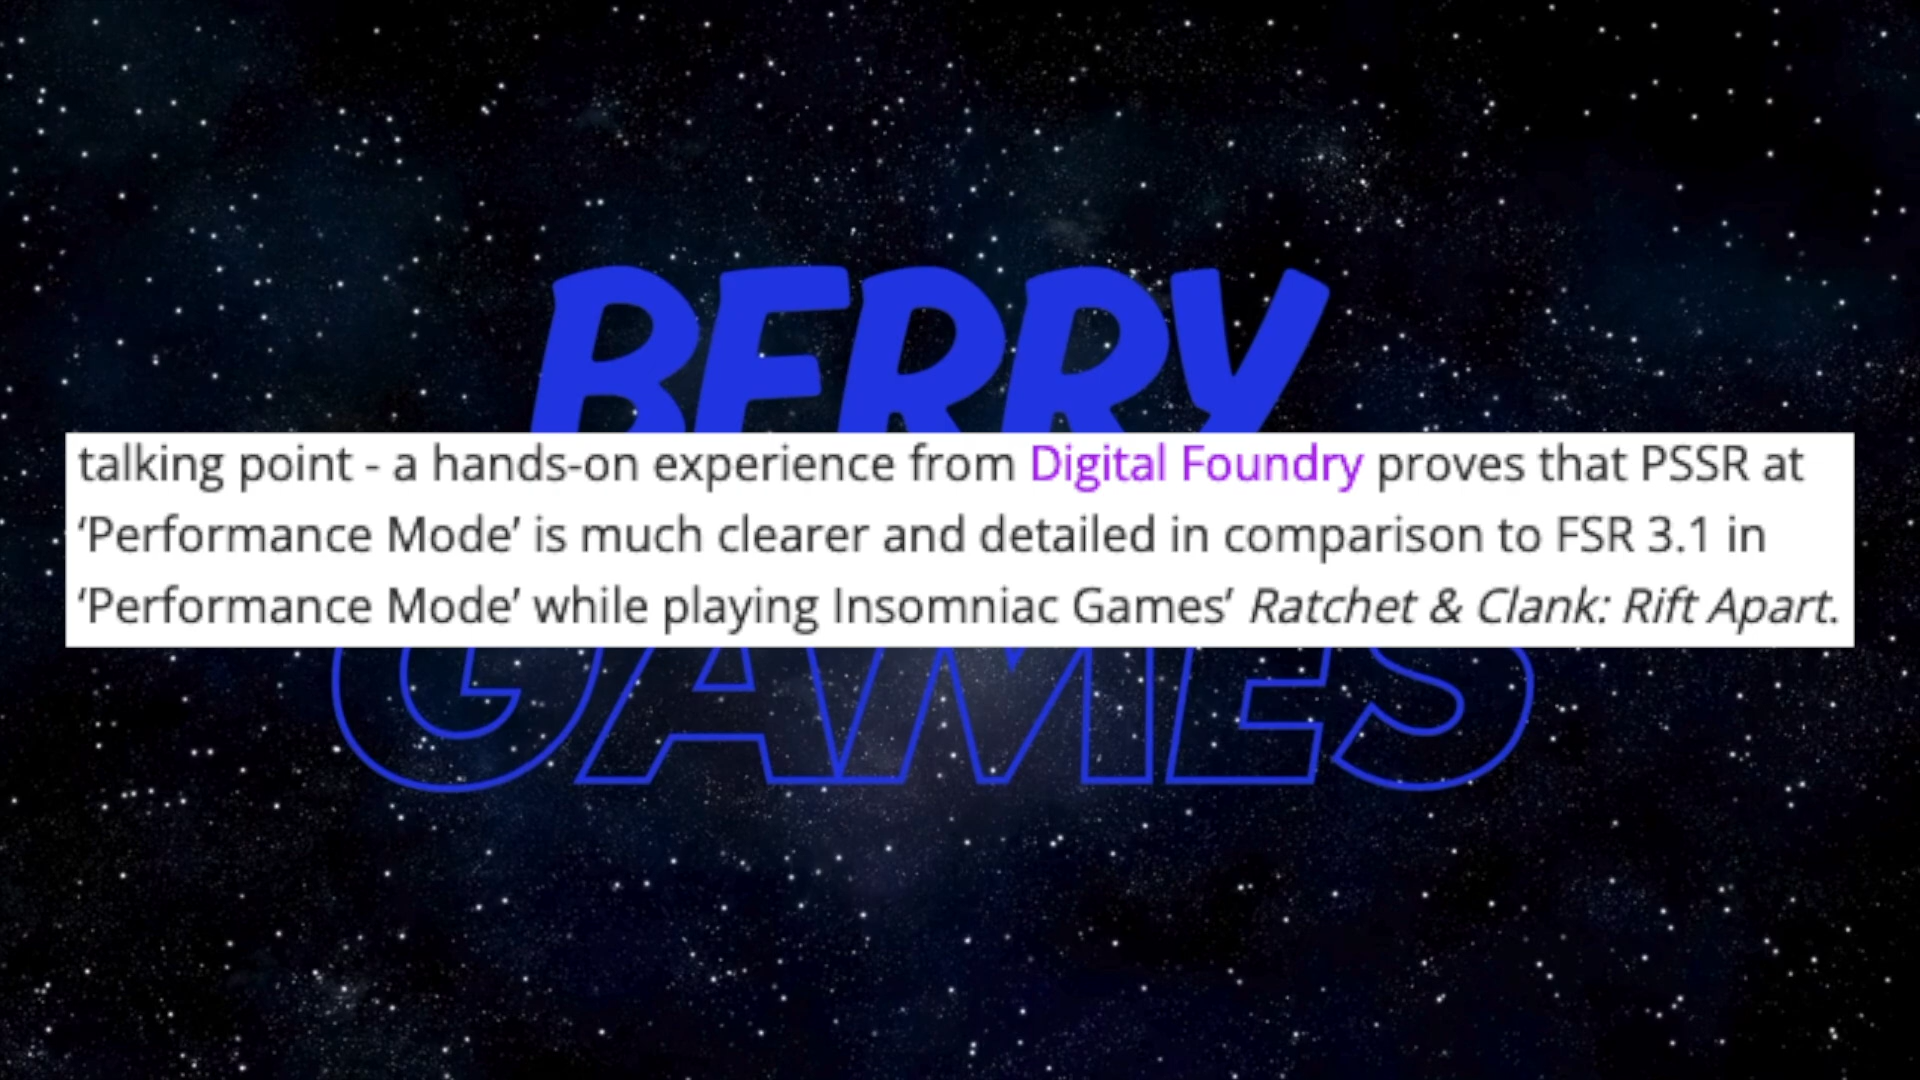 BERRY
talking point - a hands-on experience from Digital Foundry proves that PSSR at
‘Performance Mode’ is much clearer and detailed in comparison to FSR 3.1 in
‘Performance Mode’ while playing Insomniac Games’ Ratchet & Clank: Rift Apart.
GAMES